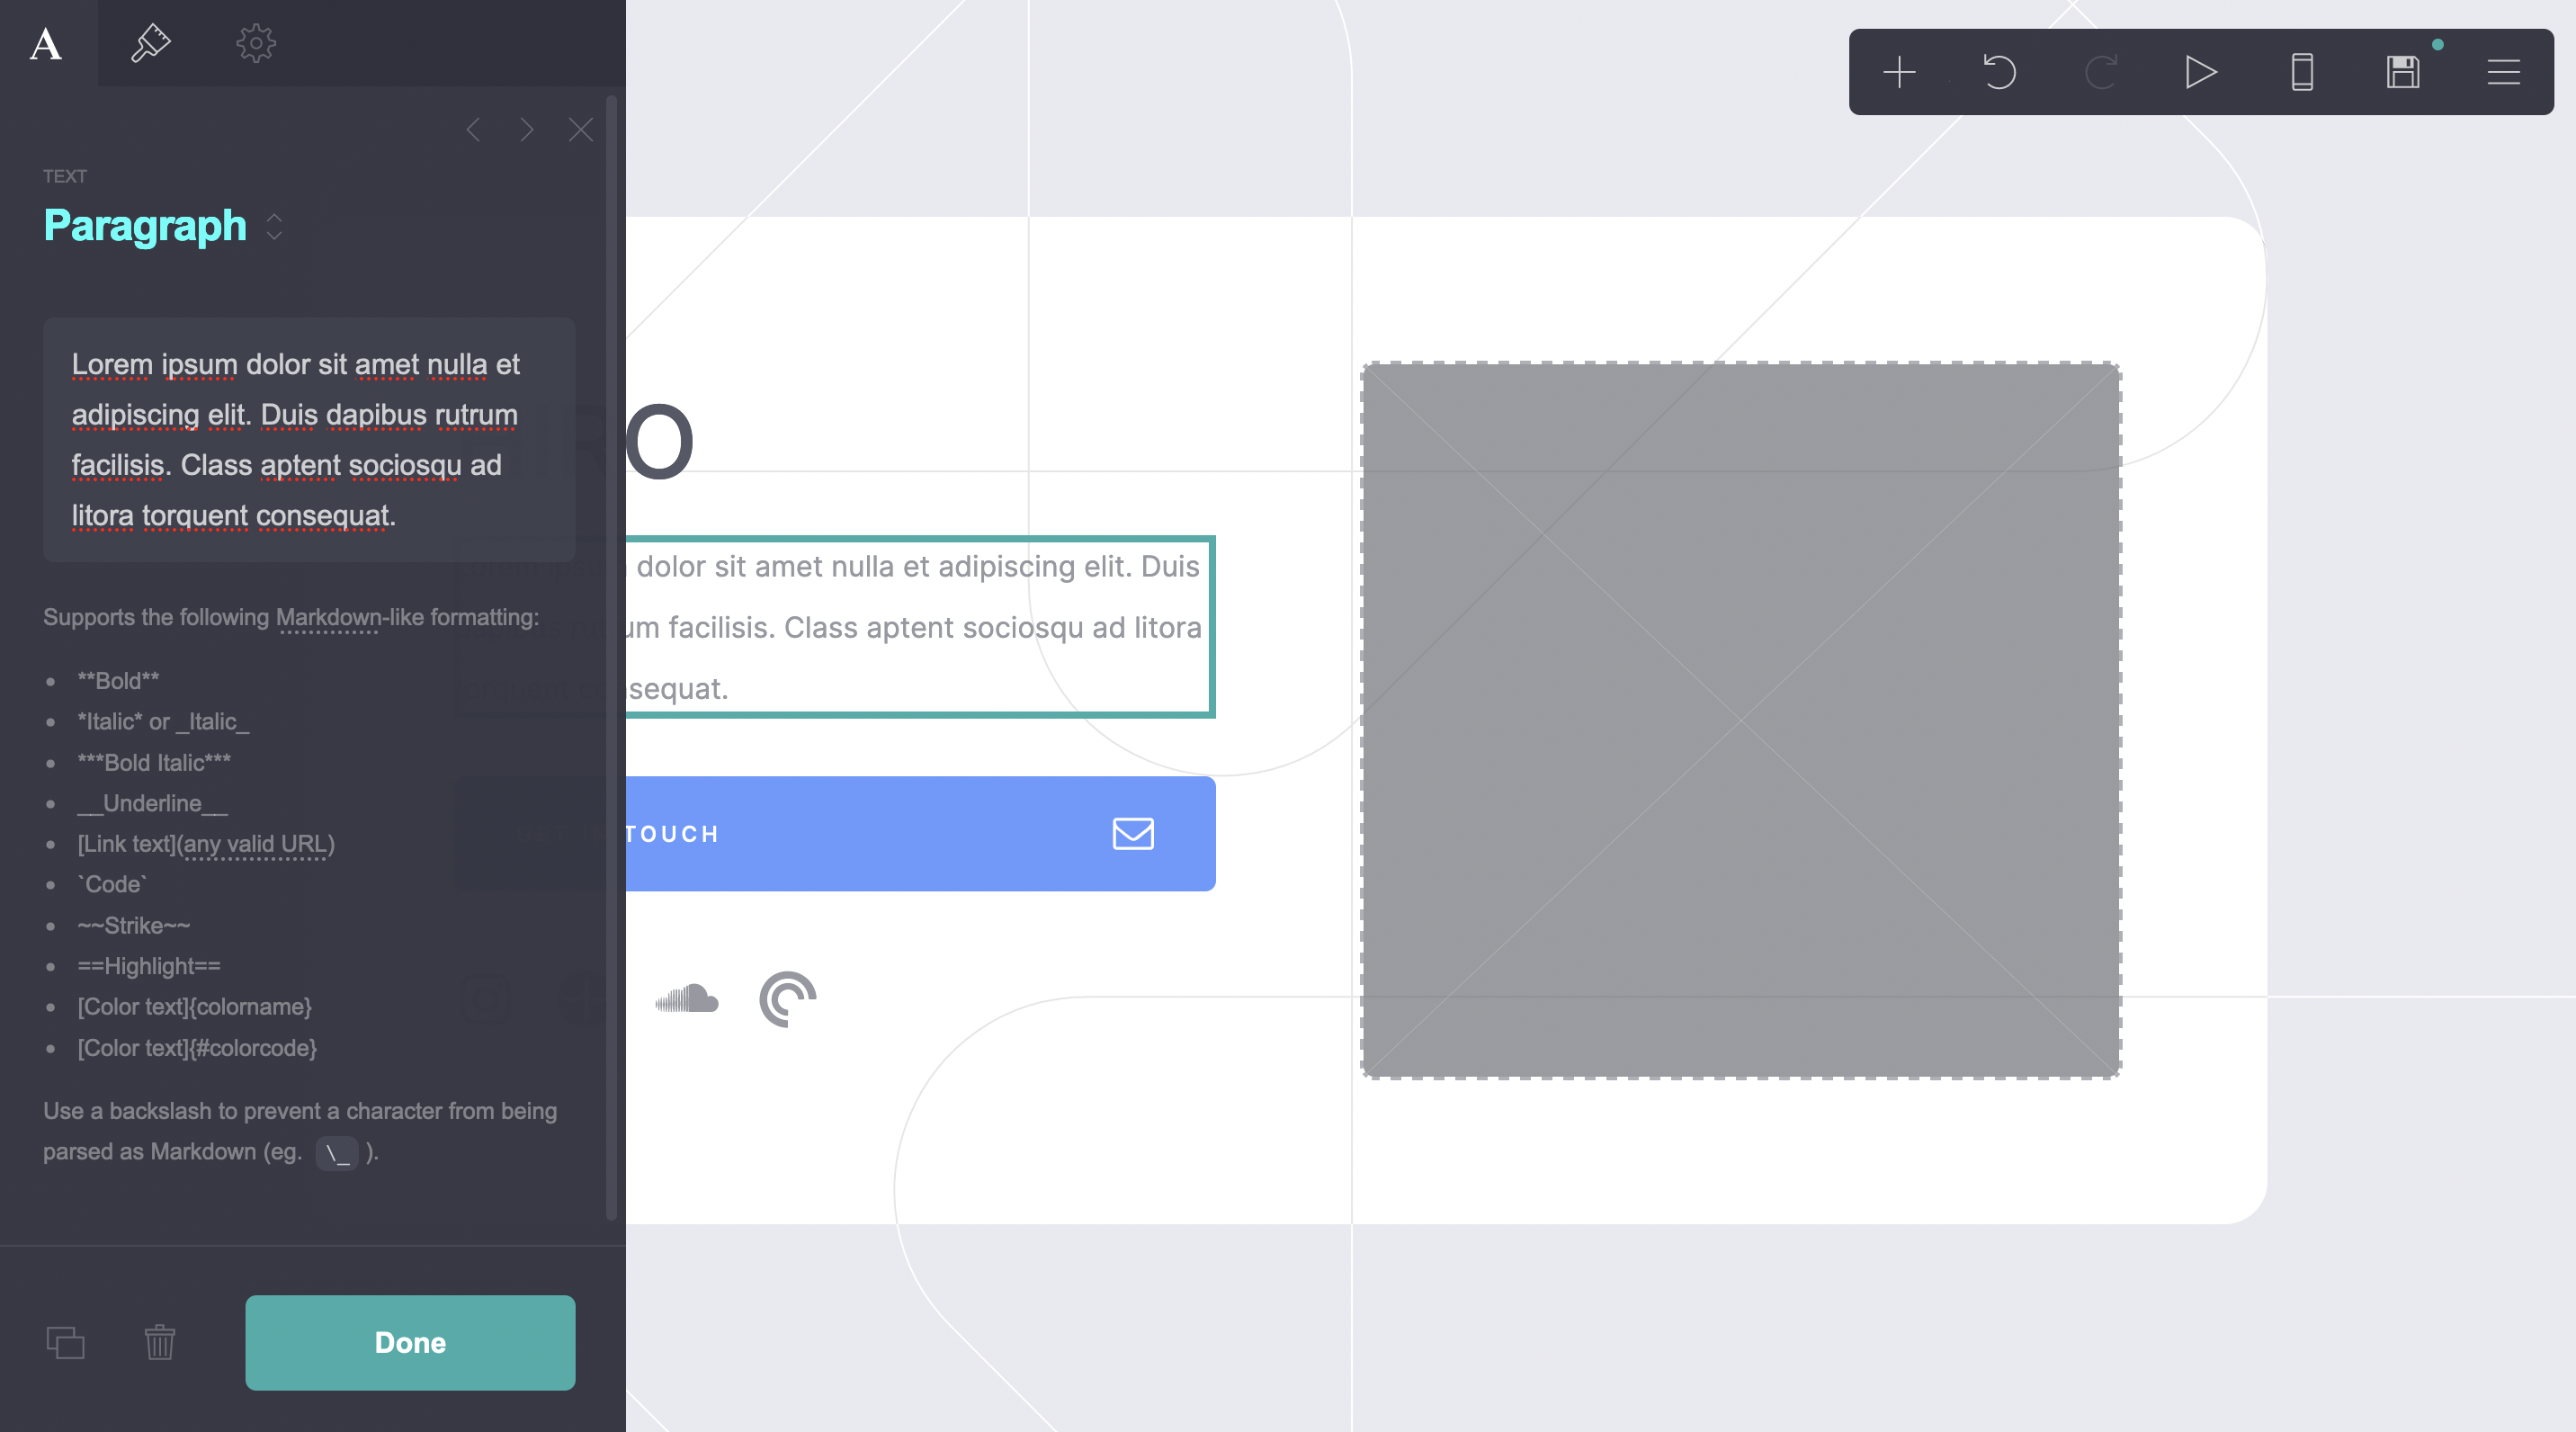 A
TEXT
Paragraph
Lorem ipsum dolor sit amet nulla et
adipiscing elit. Duis dapibus rutrum
facilisis. Class aptent sociosqu ad
litora torquent consequat.
Supports the following Markdown-like formatting:
**Bold**
*Italic* or _Italic_
***Bold Italic***
__Underline__
[Link text](any valid URL)
`Code`
~~Strike~~
==Highlight==
[Color text]{colorname}
[Color text]{#colorcode}
Use a backslash to prevent a character from being
parsed as Markdown (eg. \_ ).
Done
RO
dolor sit amet nulla et adipiscing elit. Duis
um facilisis. Class aptent sociosqu ad litora
sequat.
TOUCH